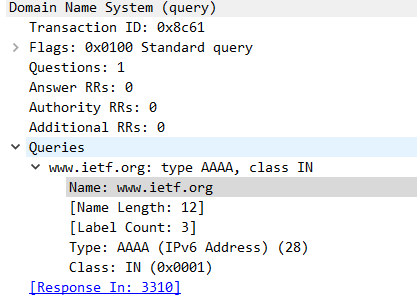 Domain Name System (query)
Transaction ID: 0x8c61
Flags: 0x0100 Standard query
Questions: 1
Answer RRs: 0
Authority RRs: 0
Additional RRs: 0
Queries
www.ietf.org: type AAAA, class IN
Name: www.ietf.org
[Name Length: 12]
[Label Count: 3]
Type: AAAA (IPv6 Address) (28)
Class: IN (0x0001)
[Response In: 3310]